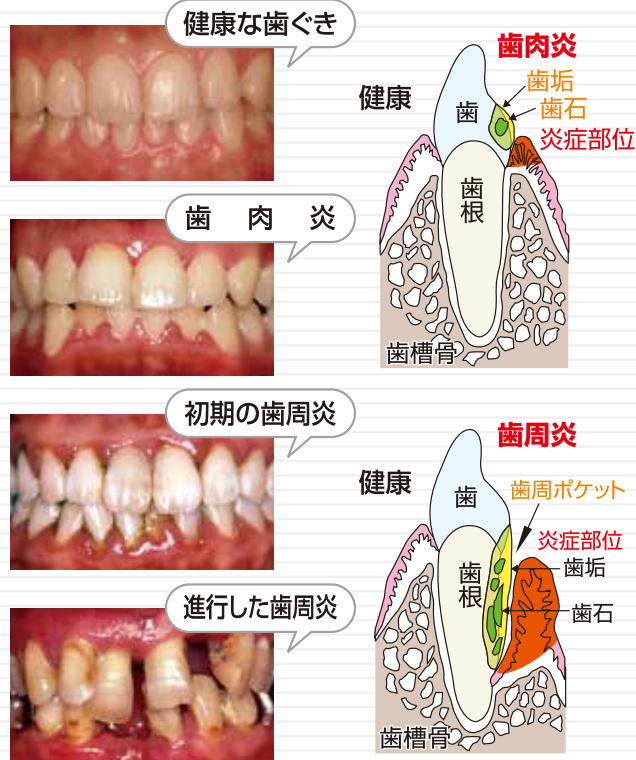 健康な歯ぐき
歯肉炎
初期の歯周炎
進行した歯周炎
歯肉炎
健康
歯垢
歯石
炎症部位
歯
歯根
歯槽骨
歯周炎
健康
歯周ポケット
炎症部位
歯垢
歯石
歯
歯根
歯槽骨